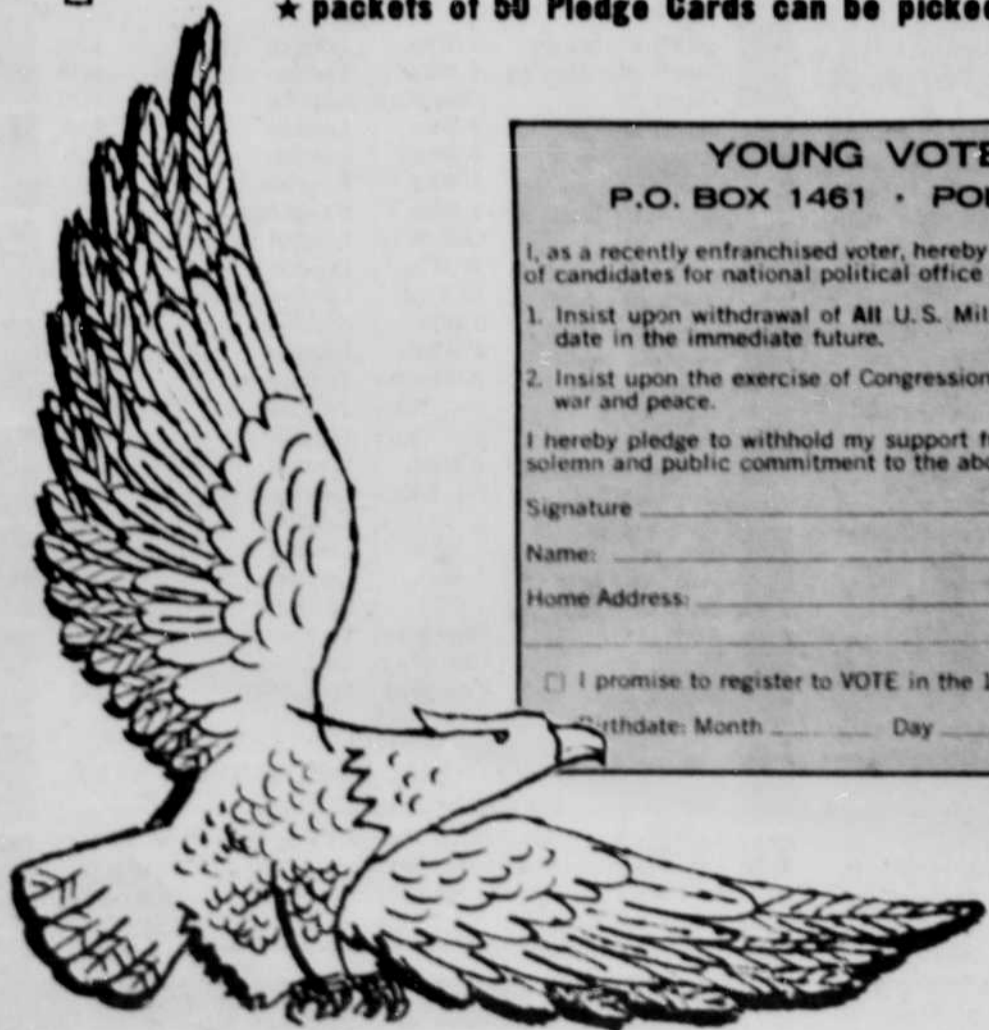 ★ packets of 50 Pledge Cards can be picked
YOUNG VOTE
P.O. BOX 1461 · PO
I, as a recently enfranchised voter, hereby
of candidates for national political office
1. Insist upon withdrawal of All U.S. Mil
date in the immediate future.
2. Insist upon the exercise of Congression
war and peace.
I hereby pledge to withhold my support f
solemn and public commitment to the abo
Signature
Name:
Home Address:
☐ I promise to register to VOTE in the 1
Birthdate: Month Day